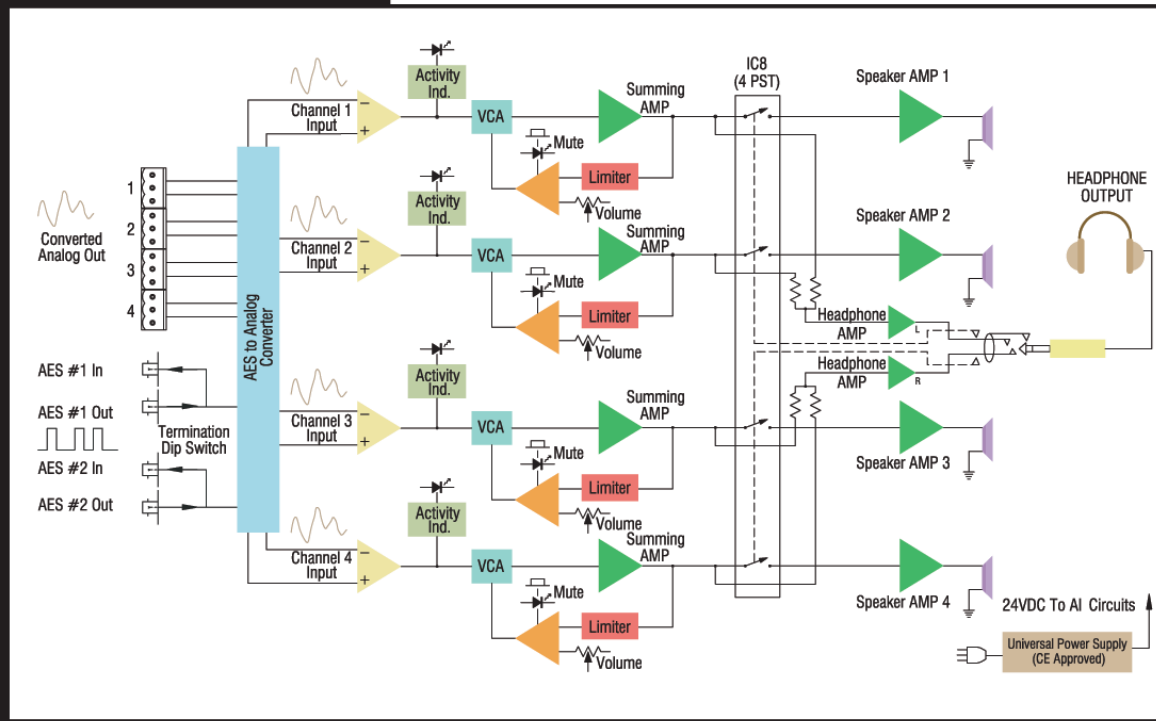 IC8
(4 PST)
Activity
Ind.
Summing
AMP
Speaker AMP 1
Channel 1
Input
−
+
VCA
Mute
Limiter
Volume
HEADPHONE
OUTPUT
1
2
3
4
Converted
Analog Out
AES to Analog
Converter
Activity
Ind.
Summing
AMP
Speaker AMP 2
Channel 2
Input
−
+
VCA
Mute
Limiter
Volume
Headphone
AMP
L
Headphone
AMP
R
AES #1 In
AES #1 Out
Termination
Dip Switch
AES #2 In
AES #2 Out
Activity
Ind.
Summing
AMP
Speaker AMP 3
Channel 3
Input
−
+
VCA
Mute
Limiter
Volume
Activity
Ind.
Summing
AMP
Speaker AMP 4
Channel 4
Input
−
+
VCA
Mute
Limiter
Volume
24VDC To AI Circuits
Universal Power Supply
(CE Approved)